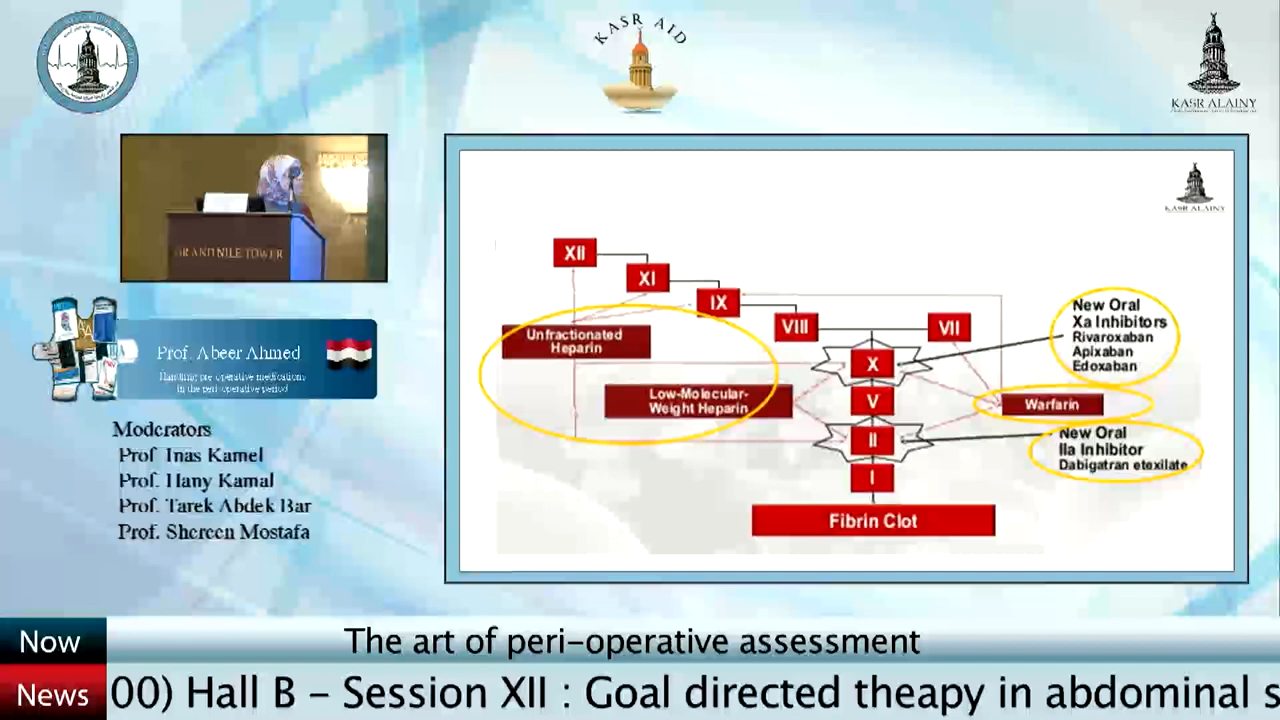 KASR AID
KASR ALAINY
GRAND NILE TOWER
Prof. Abeer Ahmed
Handling pre-operative medications
in the peri-operative period
Moderators
Prof. Inas Kamel
Prof. Hany Kamal
Prof. Tarek Abdek Bar
Prof. Shereen Mostafa
KASR ALAINY
XII
XI
IX
VIII
VII
Unfractionated
Heparin
X
New Oral
Xa Inhibitors
Rivaroxaban
Apixaban
Edoxaban
Low-Molecular-
Weight Heparin
V
Warfarin
II
New Oral
IIa Inhibitor
Dabigatran etexilate
I
Fibrin Clot
Now
The art of peri-operative assessment
News
00) Hall B - Session XII : Goal directed theapy in abdominal s